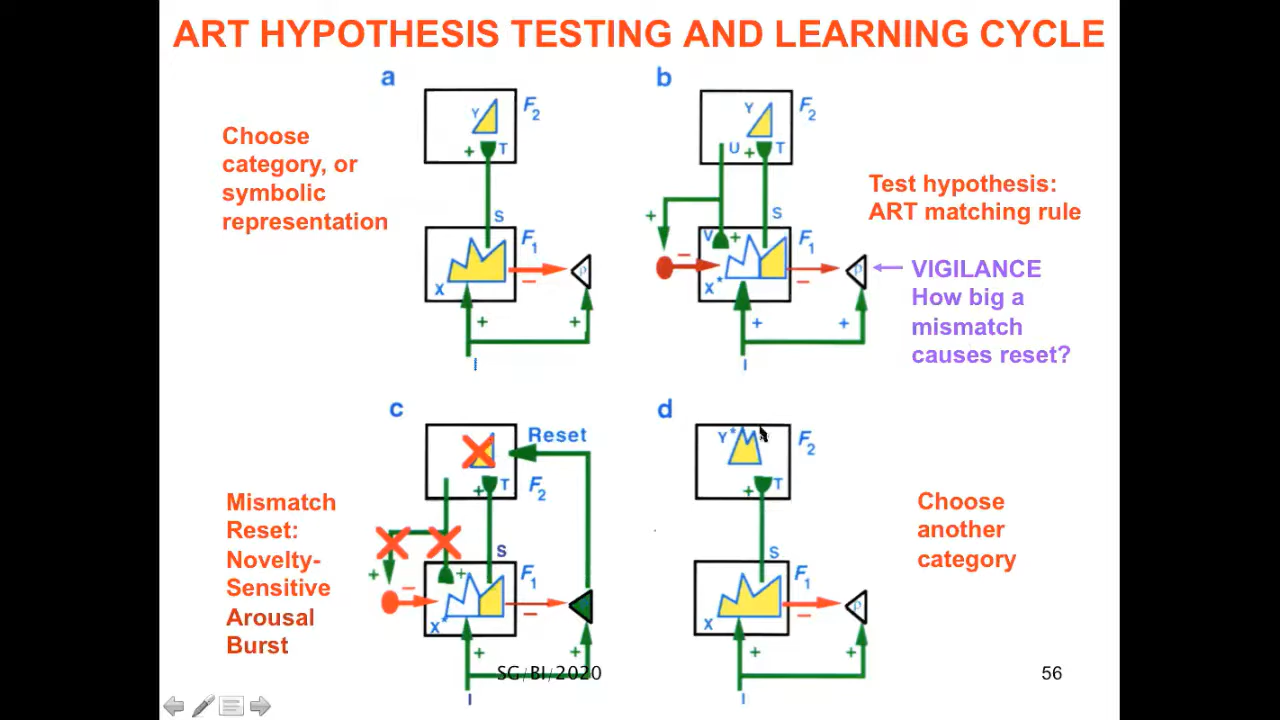 ART HYPOTHESIS TESTING AND LEARNING CYCLE
a
Y
F2
+ T
S
F1
X
−
+ +
I
Choose
category, or
symbolic
representation
b
Y
F2
U + T
+
S
V + F1
−
X*
−
P
+ +
I
Test hypothesis:
ART matching rule
VIGILANCE
How big a
mismatch
causes reset?
c
Reset
+ T F2
S
+ F1
+ −
X*
−
+ +
I
Mismatch
Reset:
Novelty-
Sensitive
Arousal
Burst
d
Y*
F2
+ T
S
F1
X
−
P
+ +
I
Choose
another
category
SG/BI/2020
56